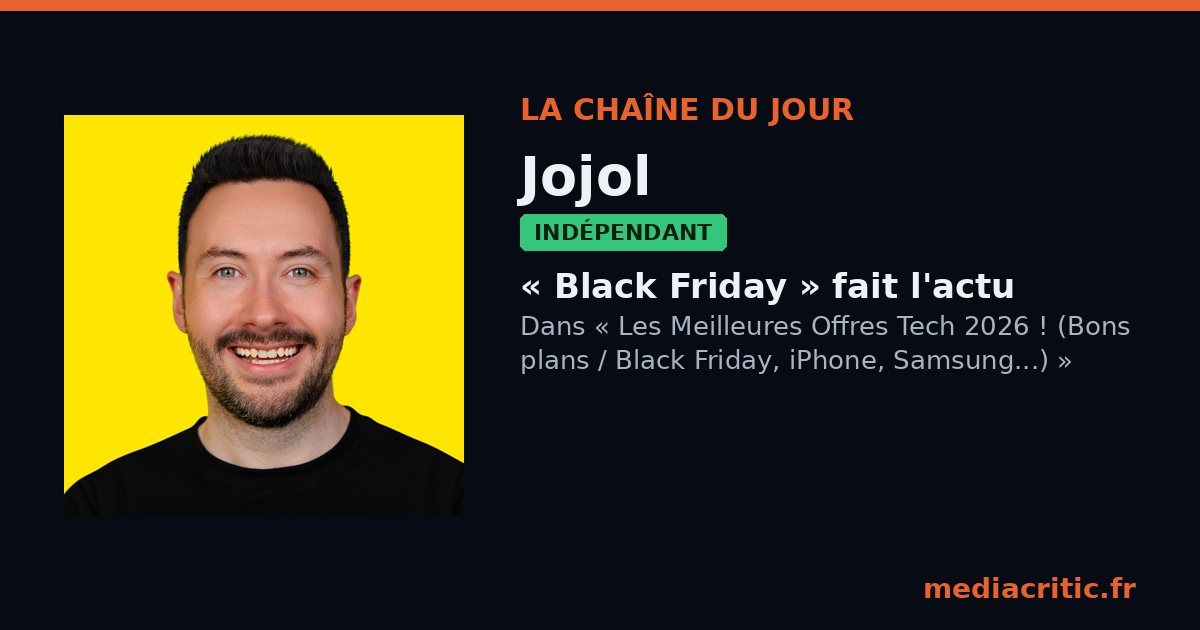 LA CHAÎNE DU JOUR
Jojol
INDÉPENDANT
« Black Friday » fait l'actu
Dans « Les Meilleures Offres Tech 2026 ! (Bons
plans / Black Friday, iPhone, Samsung...) »
mediacritic.fr